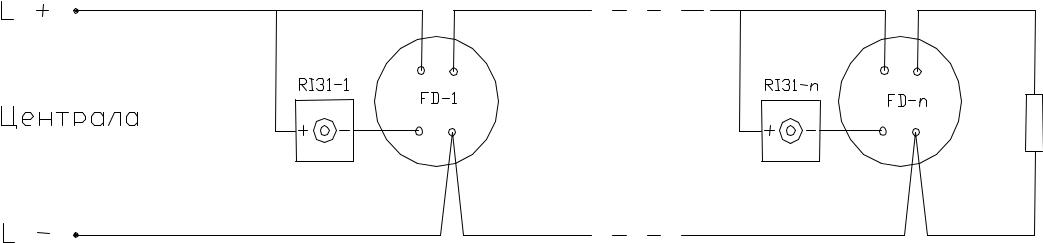 L +
RI31-1
FD-1
+ -
Централа
RI31-n
FD-n
+ -
L -